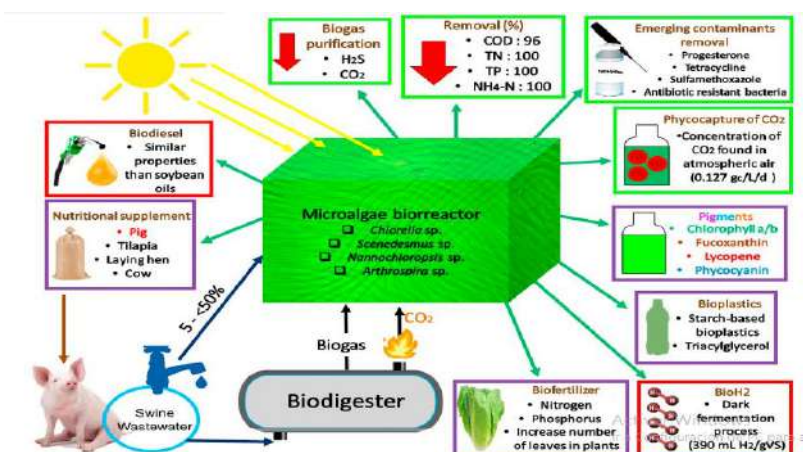 Biogas
purification
• H2S
• CO2
Removal (%)
• COD : 96
• TN : 100
• TP : 100
• NH4-N : 100
Emerging contaminants
removal
• Progesterone
• Tetracycline
• Sulfamethoxazole
• Antibiotic resistant bacteria
Biodiesel
• Similar
properties
than soybean
oils
Phycocapture of CO2
•Concentration of
CO2 found in
atmospheric air
(0.127 gc/L/d )
Nutritional supplement
• Pig
• Tilapia
• Laying hen
• Cow
Microalgae biorreactor
❑ Chlorella sp.
❑ Scenedesmus sp
❑ Nannochloropsis sp.
❑ Arthrospira sp.
Pigments
• Chlorophyll a/b
• Fucoxanthin
• Lycopene
• Phycocyanin
5 - <50%
Biogas
CO2
Bioplastics
• Starch-based
bioplastics
• Triacylglycerol
Swine
Wastewater
Biodigester
Biofertilizer
• Nitrogen
• Phosphorus
• Increase number
of leaves in plants
BioH2
• Dark
fermentation
process
(390 mL H2/gVS)